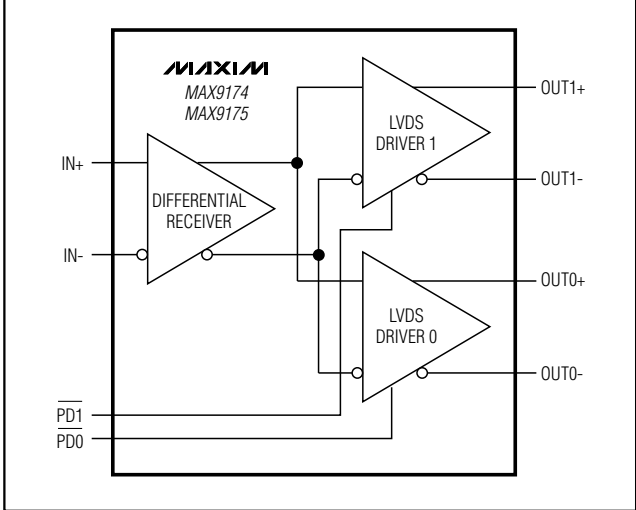 MAXIM
MAX9174
MAX9175
IN+
IN-
DIFFERENTIAL
RECEIVER
LVDS
DRIVER 1
OUT1+
OUT1-
LVDS
DRIVER 0
OUT0+
OUT0-
PD1
PD0